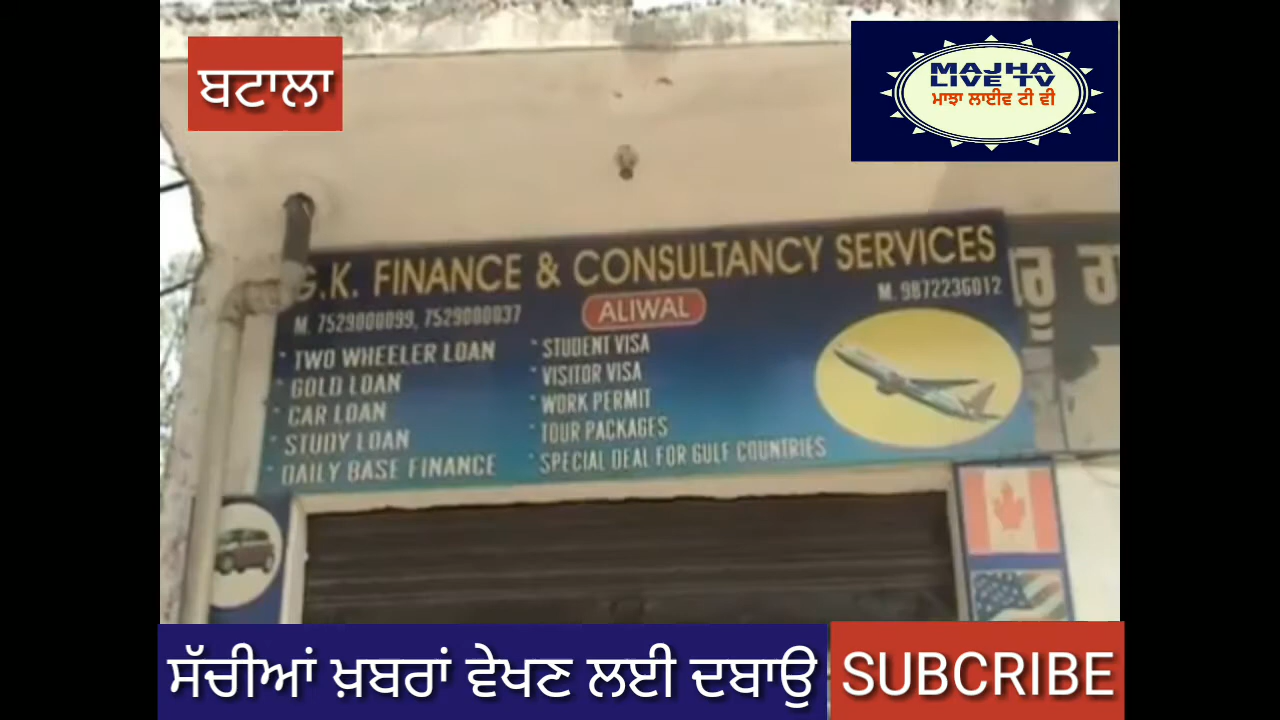 ਬਟਾਲਾ
MAJHA
LIVE TV
ਮਾਝਾ ਲਾਈਵ ਟੀ ਵੀ
G.K. FINANCE & CONSULTANCY SERVICES
M. 7529000099, 7529000037
ALIWAL
M. 9872236012
TWO WHEELER LOAN
GOLD LOAN
CAR LOAN
STUDY LOAN
DAILY BASE FINANCE
STUDENT VISA
VISITOR VISA
WORK PERMIT
TOUR PACKAGES
SPECIAL DEAL FOR GULF COUNTRIES
ਸੱਚੀਆਂ ਖ਼ਬਰਾਂ ਵੇਖਣ ਲਈ ਦਬਾਉ
SUBCRIBE